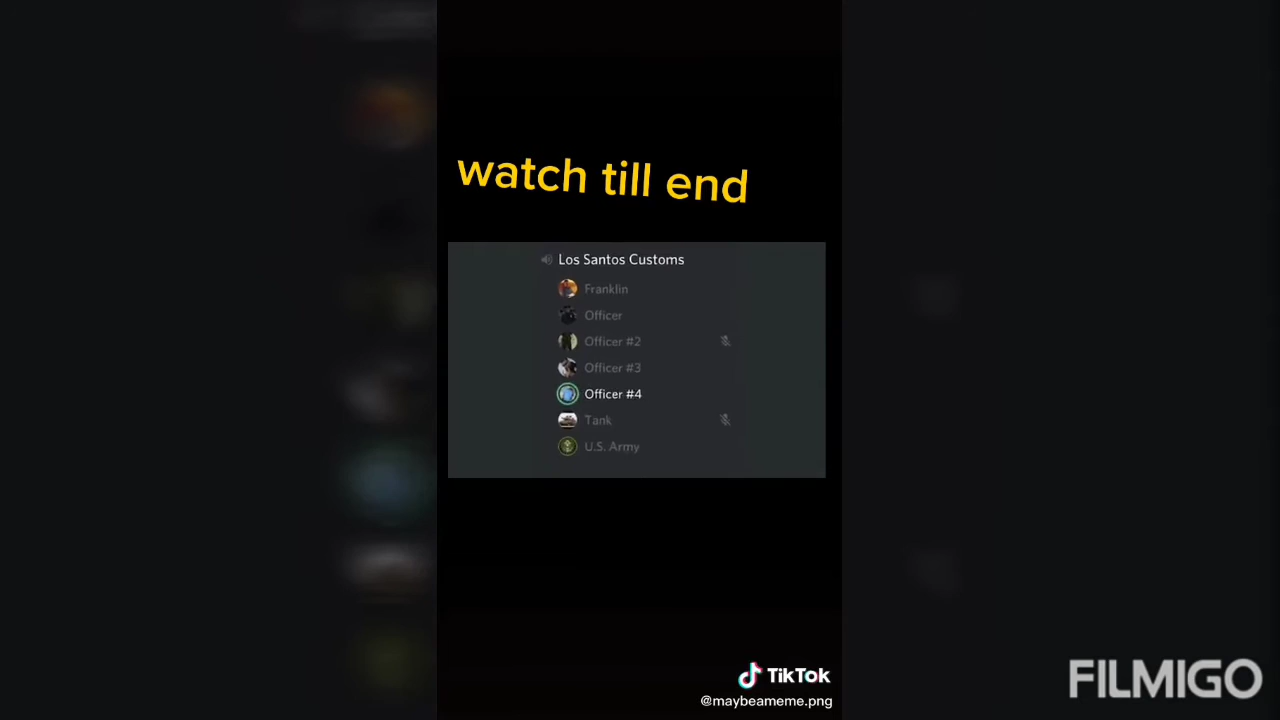 watch till end
Los Santos Customs
Franklin
Officer
Officer #2
Officer #3
Officer #4
Tank
U.S. Army
TikTok
@maybeameme.png
FILMIGO